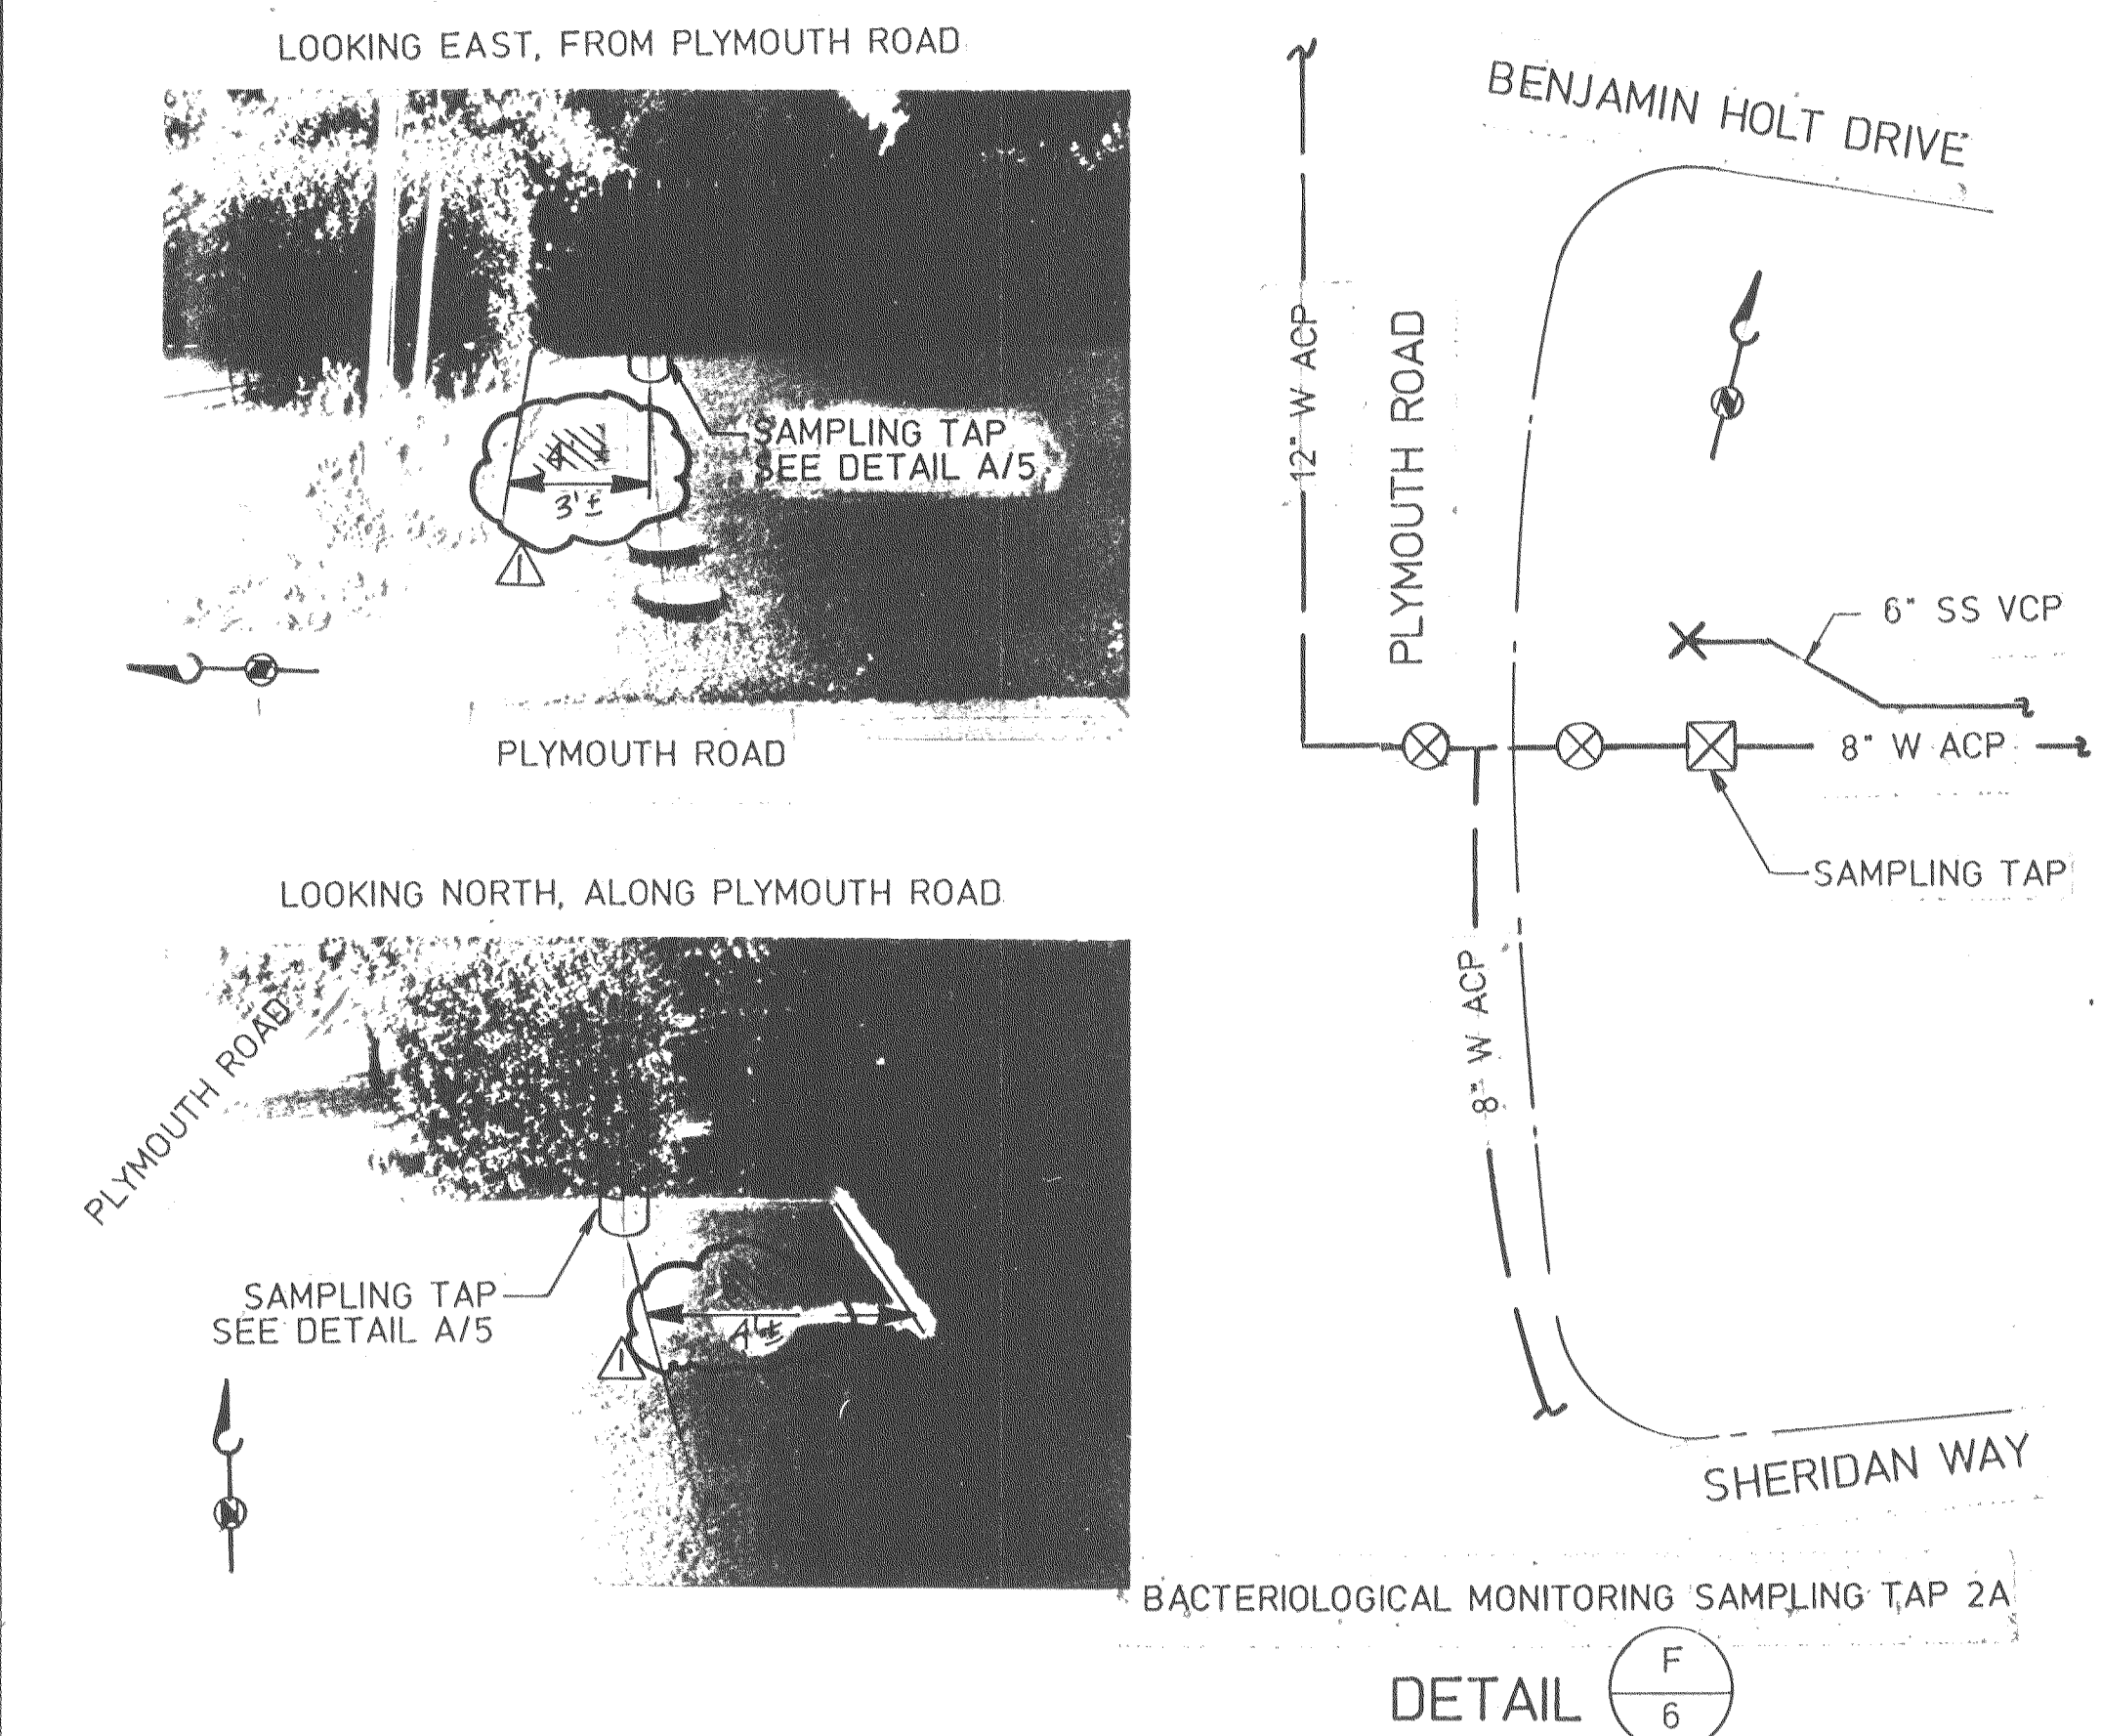 LOOKING EAST, FROM PLYMOUTH ROAD
SAMPLING TAP
SEE DETAIL A/5
3'±
1
N
PLYMOUTH ROAD
LOOKING NORTH, ALONG PLYMOUTH ROAD
PLYMOUTH ROAD
SAMPLING TAP
SEE DETAIL A/5
4'±
1
N
BENJAMIN HOLT DRIVE
12" W ACP
PLYMOUTH ROAD
N
6" SS VCP
8" W ACP
SAMPLING TAP
8" W ACP
SHERIDAN WAY
BACTERIOLOGICAL MONITORING SAMPLING TAP 2A
DETAIL
F
6